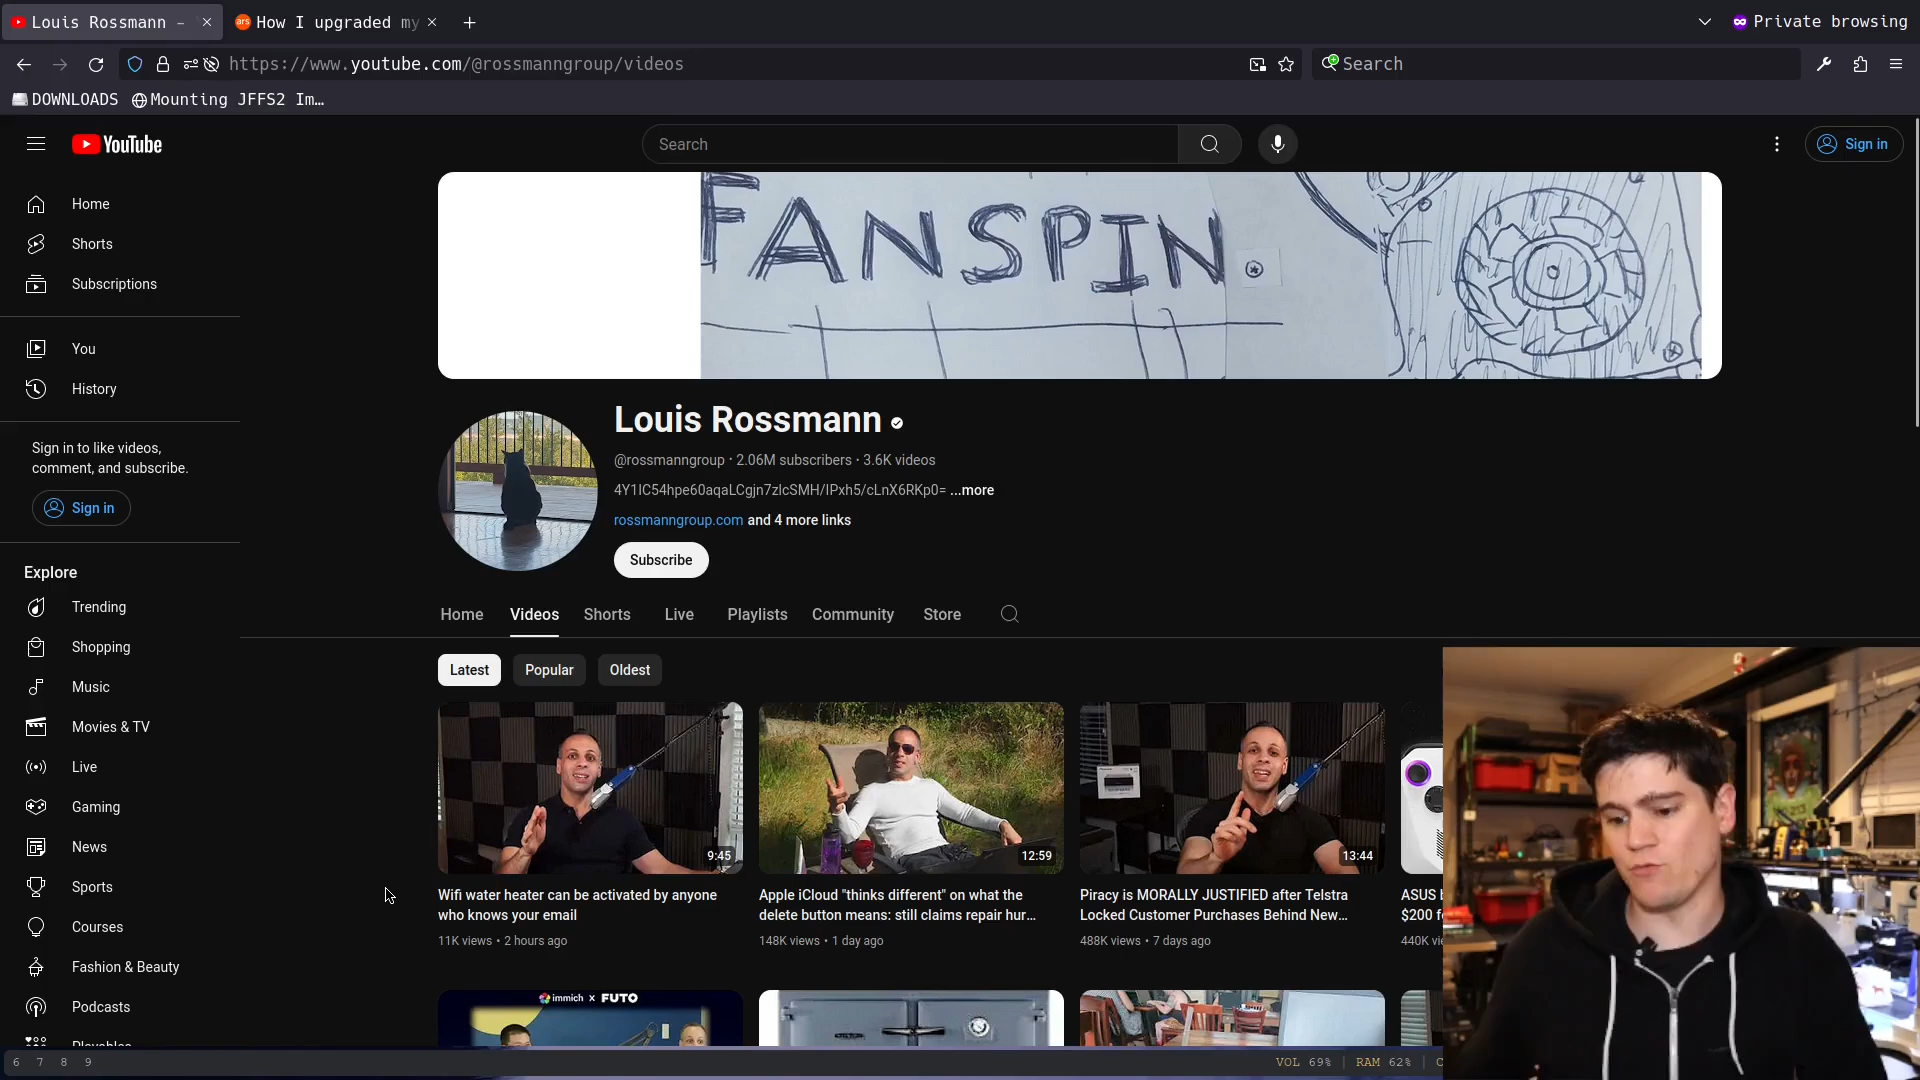 Louis Rossmann –
ars How I upgraded my
Private browsing
https://www.youtube.com/@rossmanngroup/videos
Search
DOWNLOADS
Mounting JFFS2 Im…
YouTube
Search
Sign in
Home
Shorts
Subscriptions
You
History
Sign in to like videos,
comment, and subscribe.
Sign in
Explore
Trending
Shopping
Music
Movies & TV
Live
Gaming
News
Sports
Courses
Fashion & Beauty
Podcasts
FANSPIN
Louis Rossmann
@rossmanngroup · 2.06M subscribers · 3.6K videos
...more
rossmanngroup.com and 4 more links
Subscribe
Home Videos Shorts Live Playlists Community Store
Latest Popular Oldest
9:45
12:59
13:44
Wifi water heater can be activated by anyone
who knows your email
11K views • 2 hours ago
Apple iCloud "thinks different" on what the
delete button means: still claims repair hur…
148K views • 1 day ago
Piracy is MORALLY JUSTIFIED after Telstra
Locked Customer Purchases Behind New…
488K views • 7 days ago
ASUS
$200
440K
immich x FUTO
6 7 8 9
VOL 69% | RAM 62% |